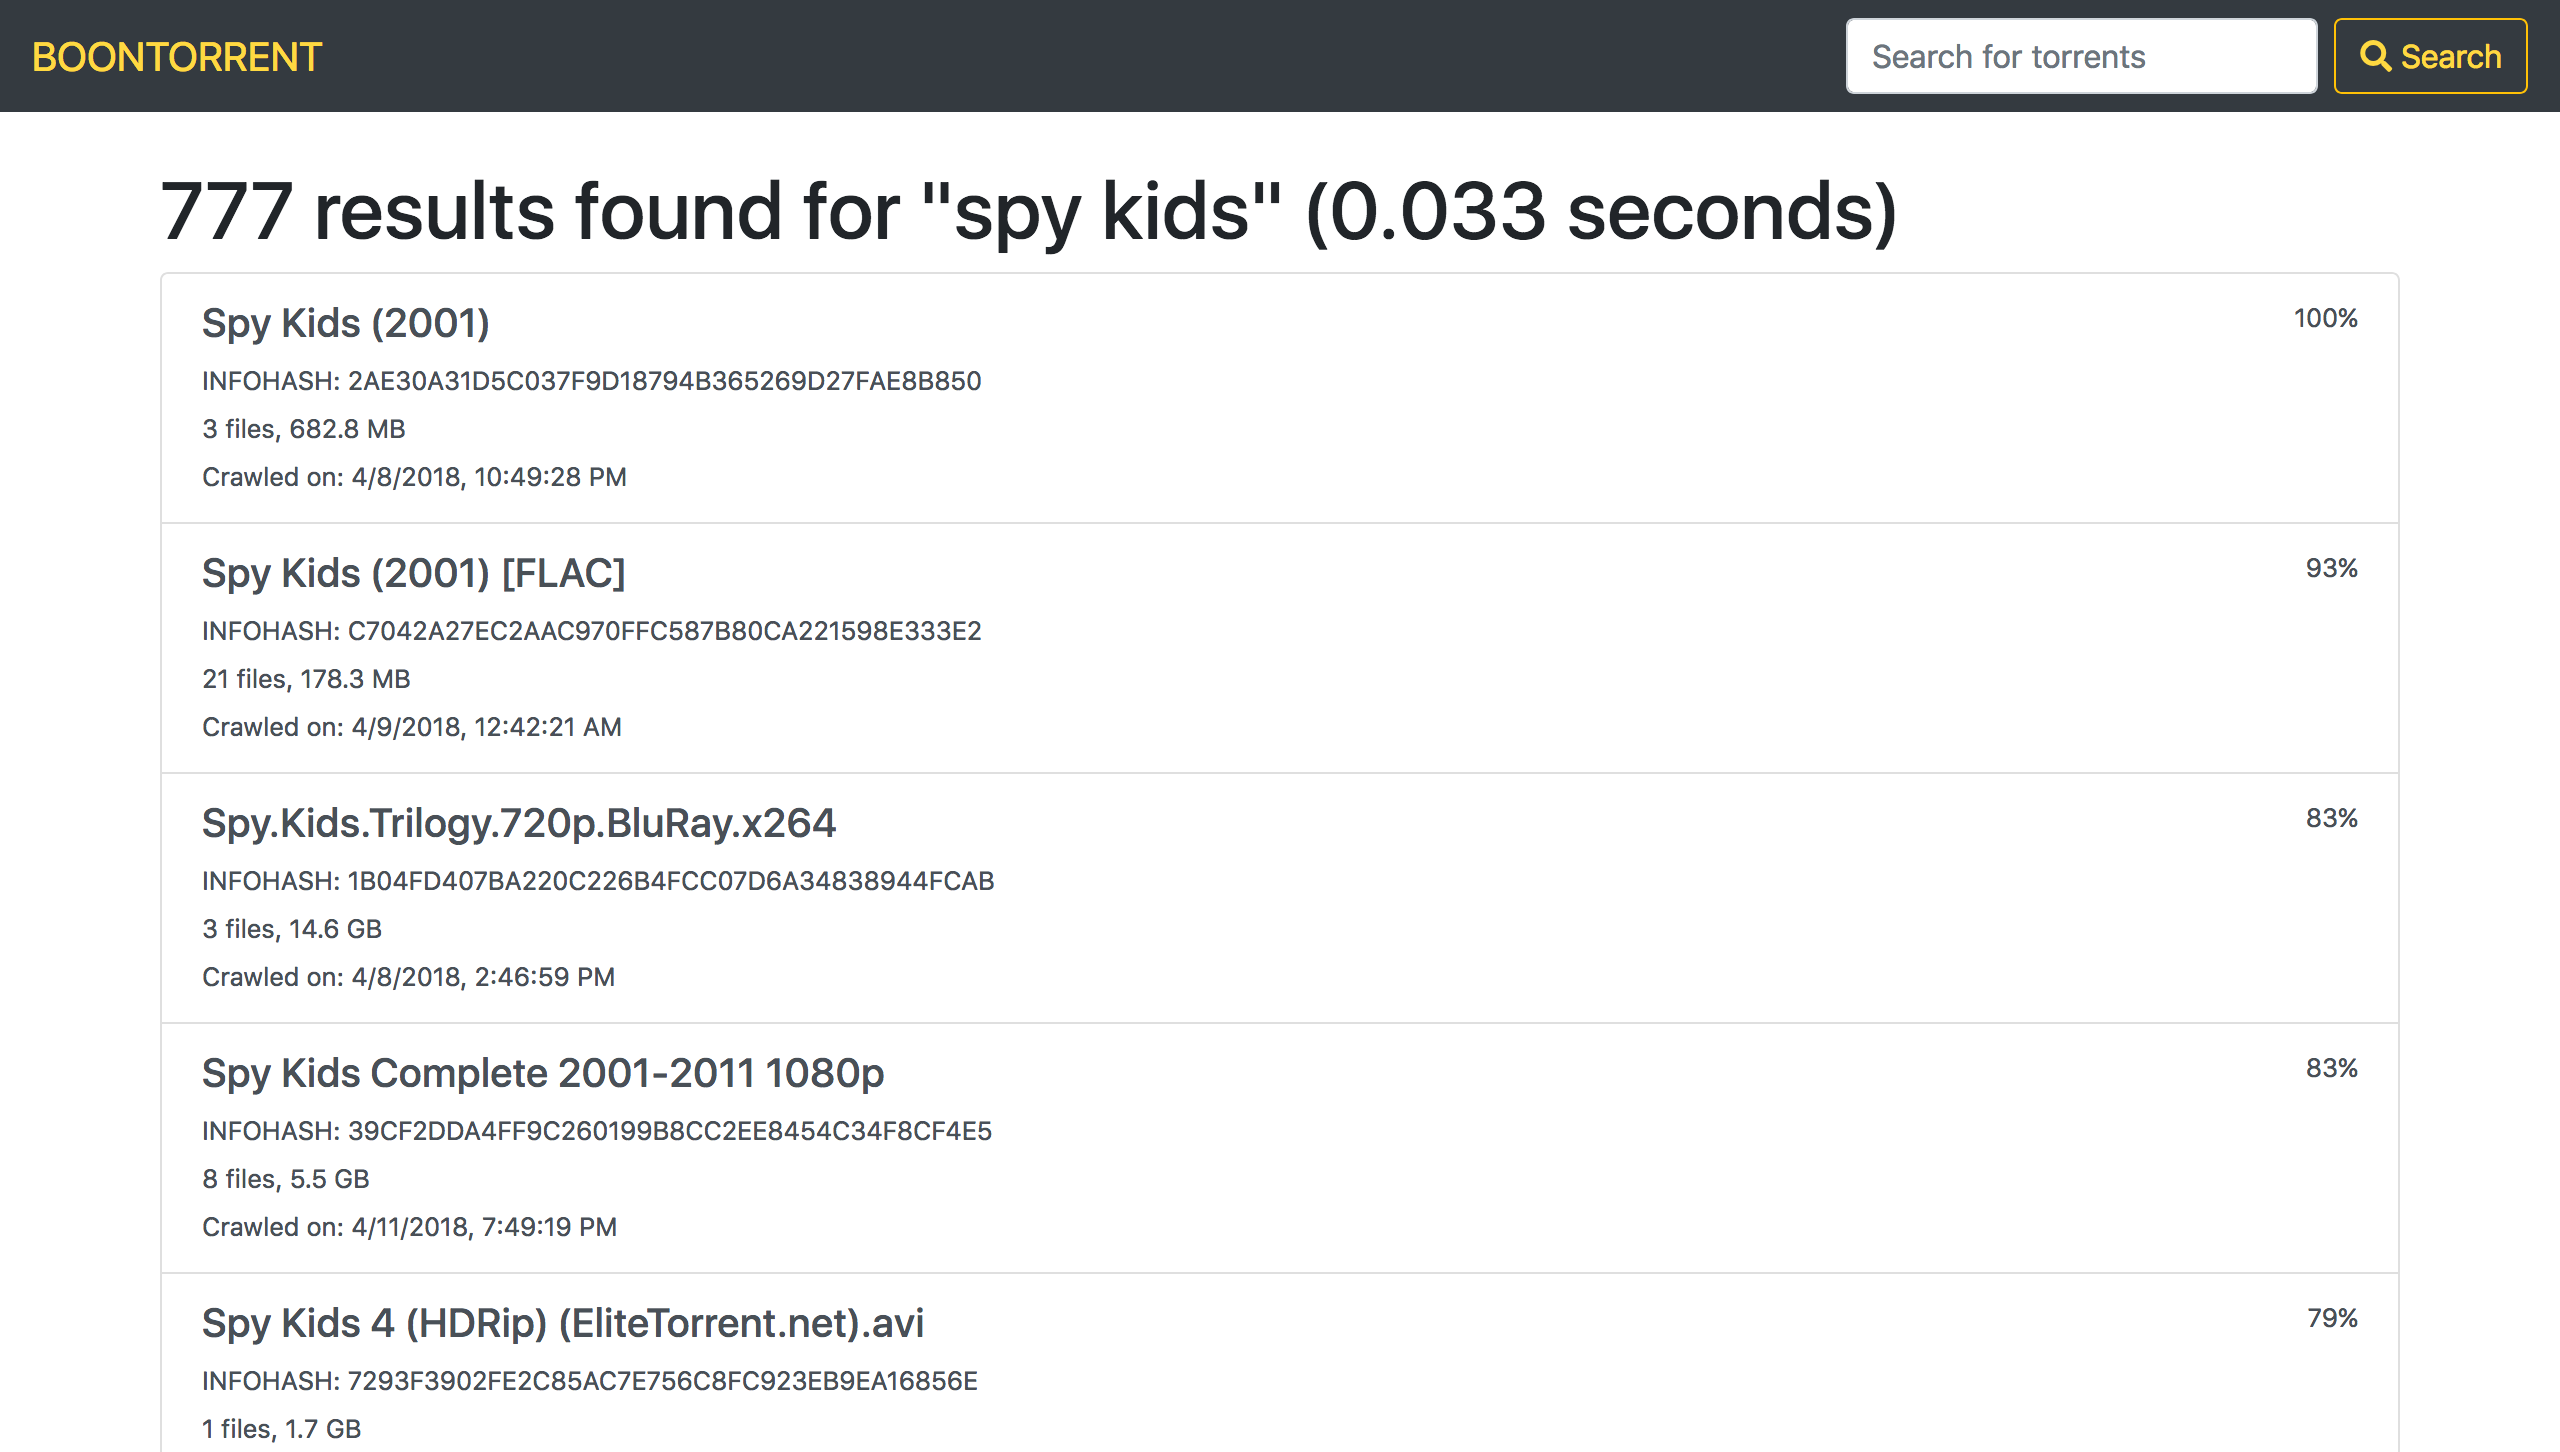 BOONTORRENT
Search for torrents
Search
777 results found for "spy kids" (0.033 seconds)
Spy Kids (2001)
100%
INFOHASH: 2AE30A31D5C037F9D18794B365269D27FAE8B850
3 files, 682.8 MB
Crawled on: 4/8/2018, 10:49:28 PM
Spy Kids (2001) [FLAC]
93%
INFOHASH: C7042A27EC2AAC970FFC587B80CA221598E333E2
21 files, 178.3 MB
Crawled on: 4/9/2018, 12:42:21 AM
Spy.Kids.Trilogy.720p.BluRay.x264
83%
INFOHASH: 1B04FD407BA220C226B4FCC07D6A34838944FCAB
3 files, 14.6 GB
Crawled on: 4/8/2018, 2:46:59 PM
Spy Kids Complete 2001-2011 1080p
83%
INFOHASH: 39CF2DDA4FF9C260199B8CC2EE8454C34F8CF4E5
8 files, 5.5 GB
Crawled on: 4/11/2018, 7:49:19 PM
Spy Kids 4 (HDRip) (EliteTorrent.net).avi
79%
INFOHASH: 7293F3902FE2C85AC7E756C8FC923EB9EA16856E
1 files, 1.7 GB